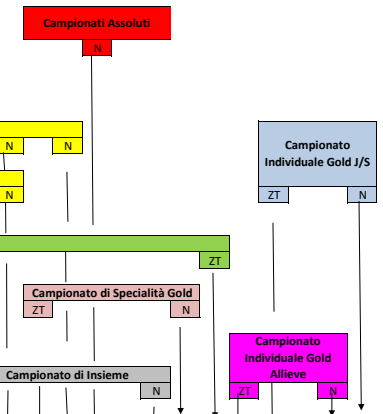 Campionati Assoluti
N
N
N
Campionato
Individuale Gold J/S
N
ZT
N
ZT
Campionato di Specialità Gold
ZT
N
Campionato
Individuale Gold
Allieve
Campionato di Insieme
N
ZT
N